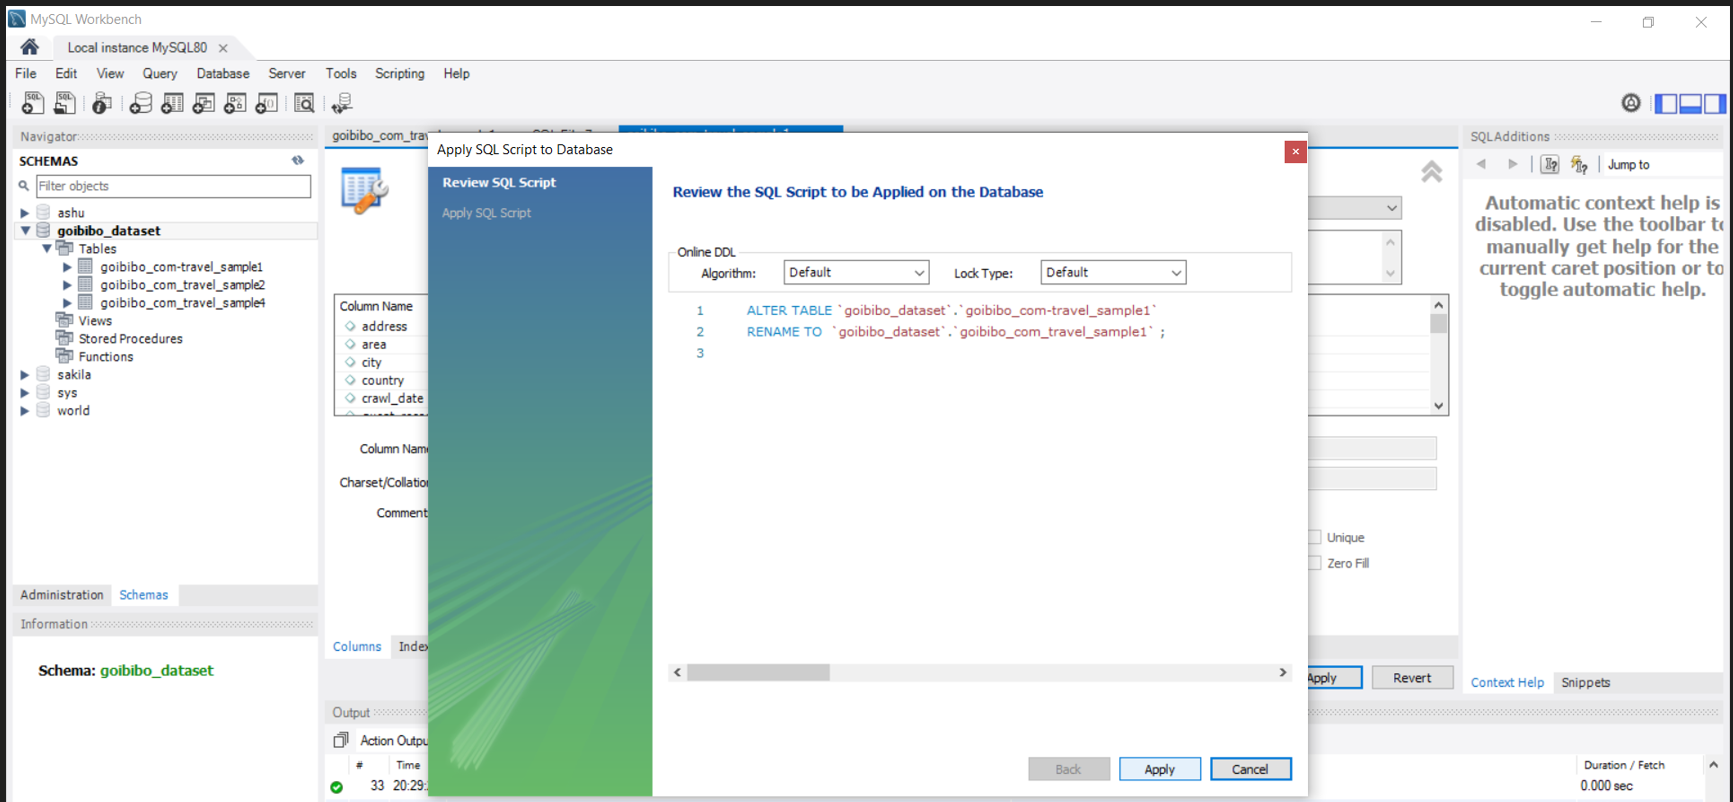 MySQL Workbench
Local instance MySQL80
File Edit View Query Database Server Tools Scripting Help
Navigator
SCHEMAS
Filter objects
ashu
goibibo_dataset
Tables
goibibo_com-travel_sample1
goibibo_com_travel_sample2
goibibo_com_travel_sample4
Views
Stored Procedures
Functions
sakila
sys
world
Administration Schemas
Information
Schema: goibibo_dataset
goibibo_com_trav
Column Name
address
area
city
country
crawl_date
Column Name
Charset/Collation
Comment
Columns Index
Output
Action Outpu
# Time
33 20:29:
Apply SQL Script to Database
Review SQL Script
Apply SQL Script
Review the SQL Script to be Applied on the Database
Online DDL
Algorithm: Default Lock Type: Default
1 ALTER TABLE `goibibo_dataset`.`goibibo_com-travel_sample1`
2 RENAME TO `goibibo_dataset`.`goibibo_com_travel_sample1` ;
3
Back Apply Cancel
Unique
Zero Fill
Apply Revert
Duration / Fetch
0.000 sec
SQLAdditions
Jump to
Automatic context help is
disabled. Use the toolbar to
manually get help for the
current caret position or to
toggle automatic help.
Context Help Snippets